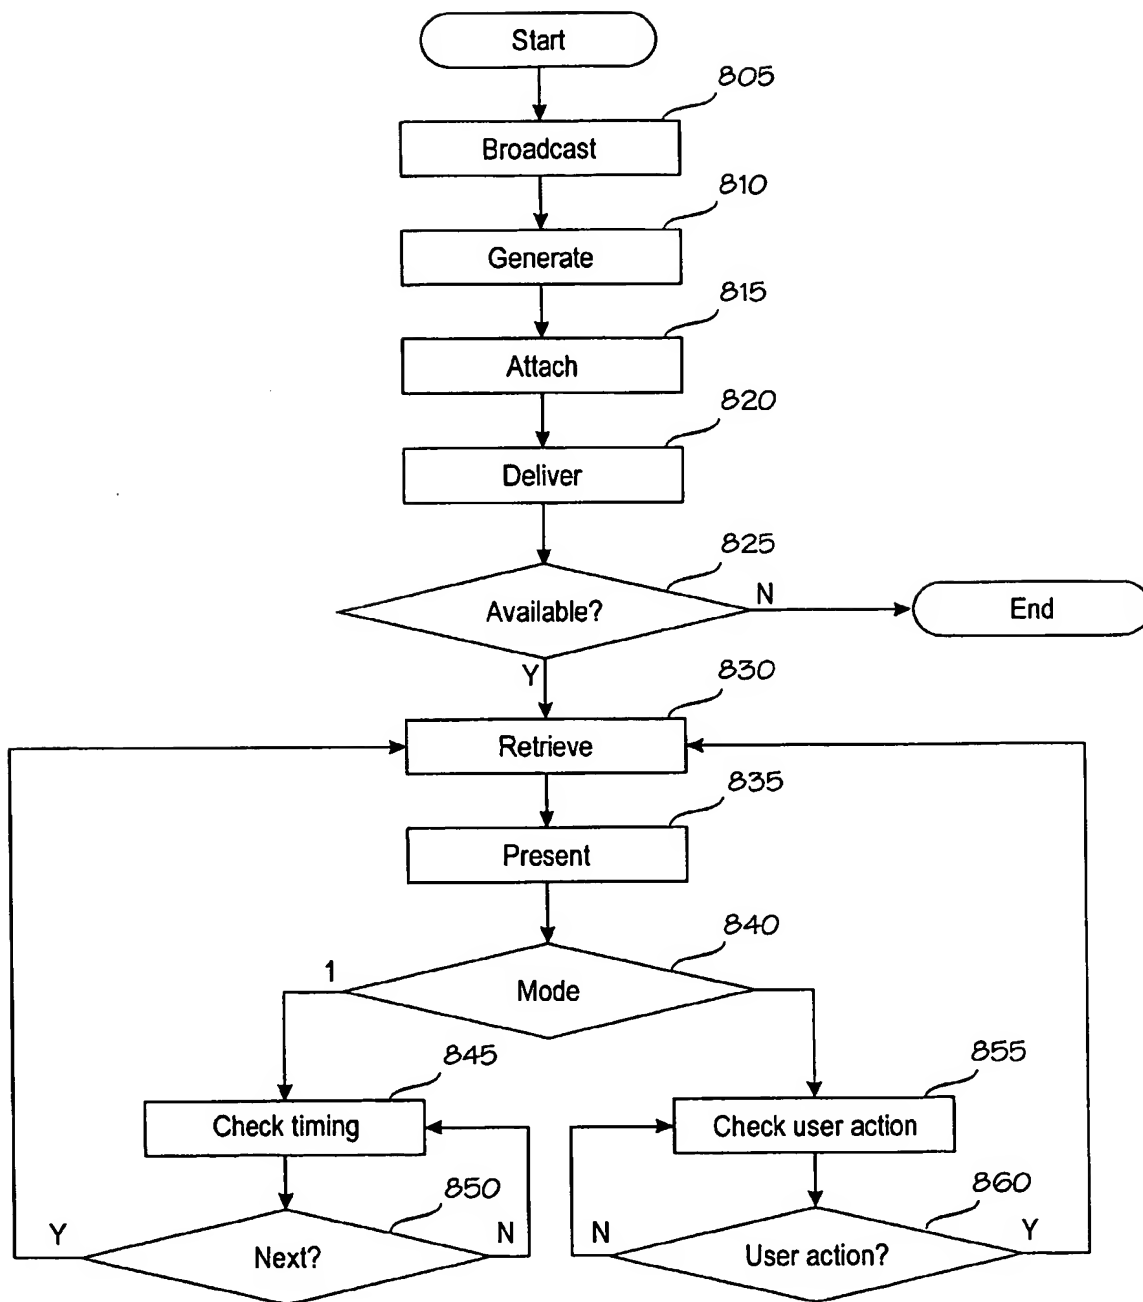 Start
805
Broadcast
810
Generate
815
Attach
820
Deliver
825
Available?
N
End
Y
830
Retrieve
835
Present
840
1
Mode
845
855
Check timing
Check user action
850
860
Y
Next?
N
N
User action?
Y